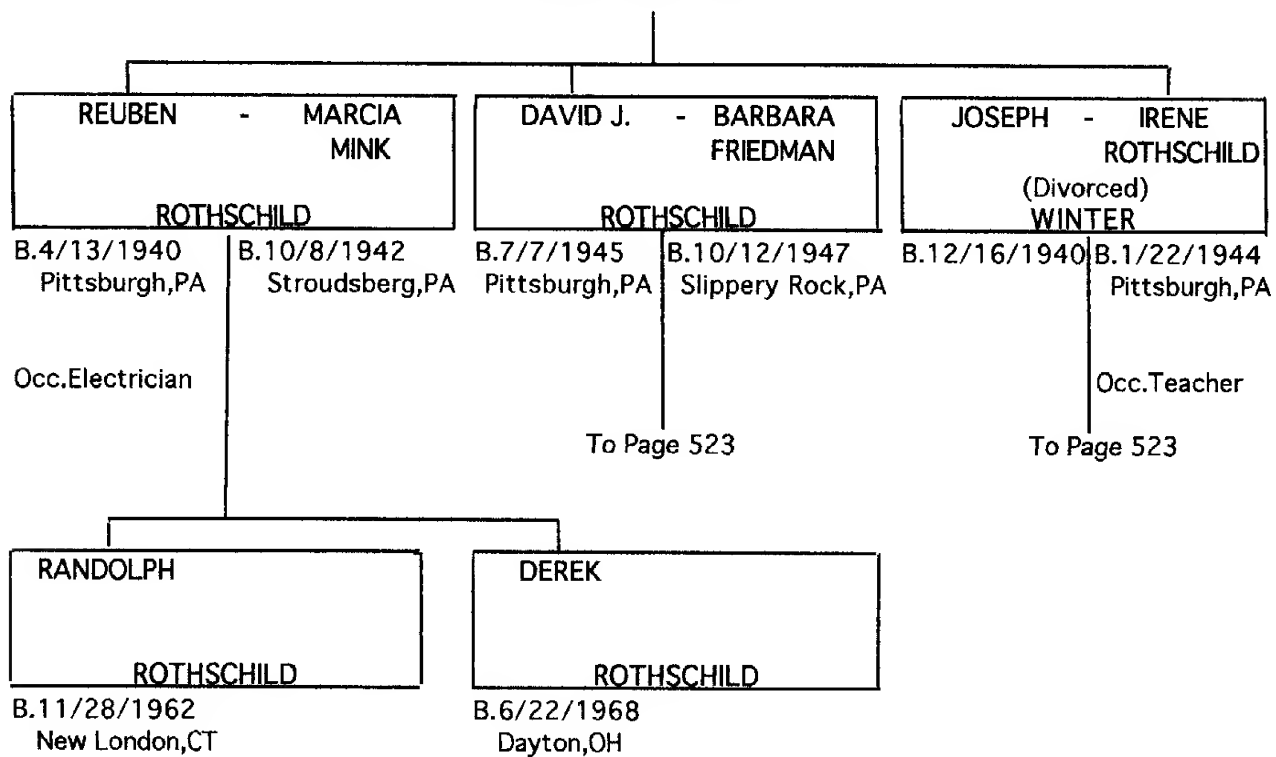 REUBEN - MARCIA
MINK
ROTHSCHILD
B.4/13/1940 B.10/8/1942
Pittsburgh,PA Stroudsberg,PA
Occ.Electrician
DAVID J. - BARBARA
FRIEDMAN
ROTHSCHILD
B.7/7/1945 B.10/12/1947
Pittsburgh,PA Slippery Rock,PA
To Page 523
JOSEPH - IRENE
ROTHSCHILD
(Divorced)
WINTER
B.12/16/1940 B.1/22/1944
Pittsburgh,PA
Occ.Teacher
To Page 523
RANDOLPH
ROTHSCHILD
B.11/28/1962
New London,CT
DEREK
ROTHSCHILD
B.6/22/1968
Dayton,OH